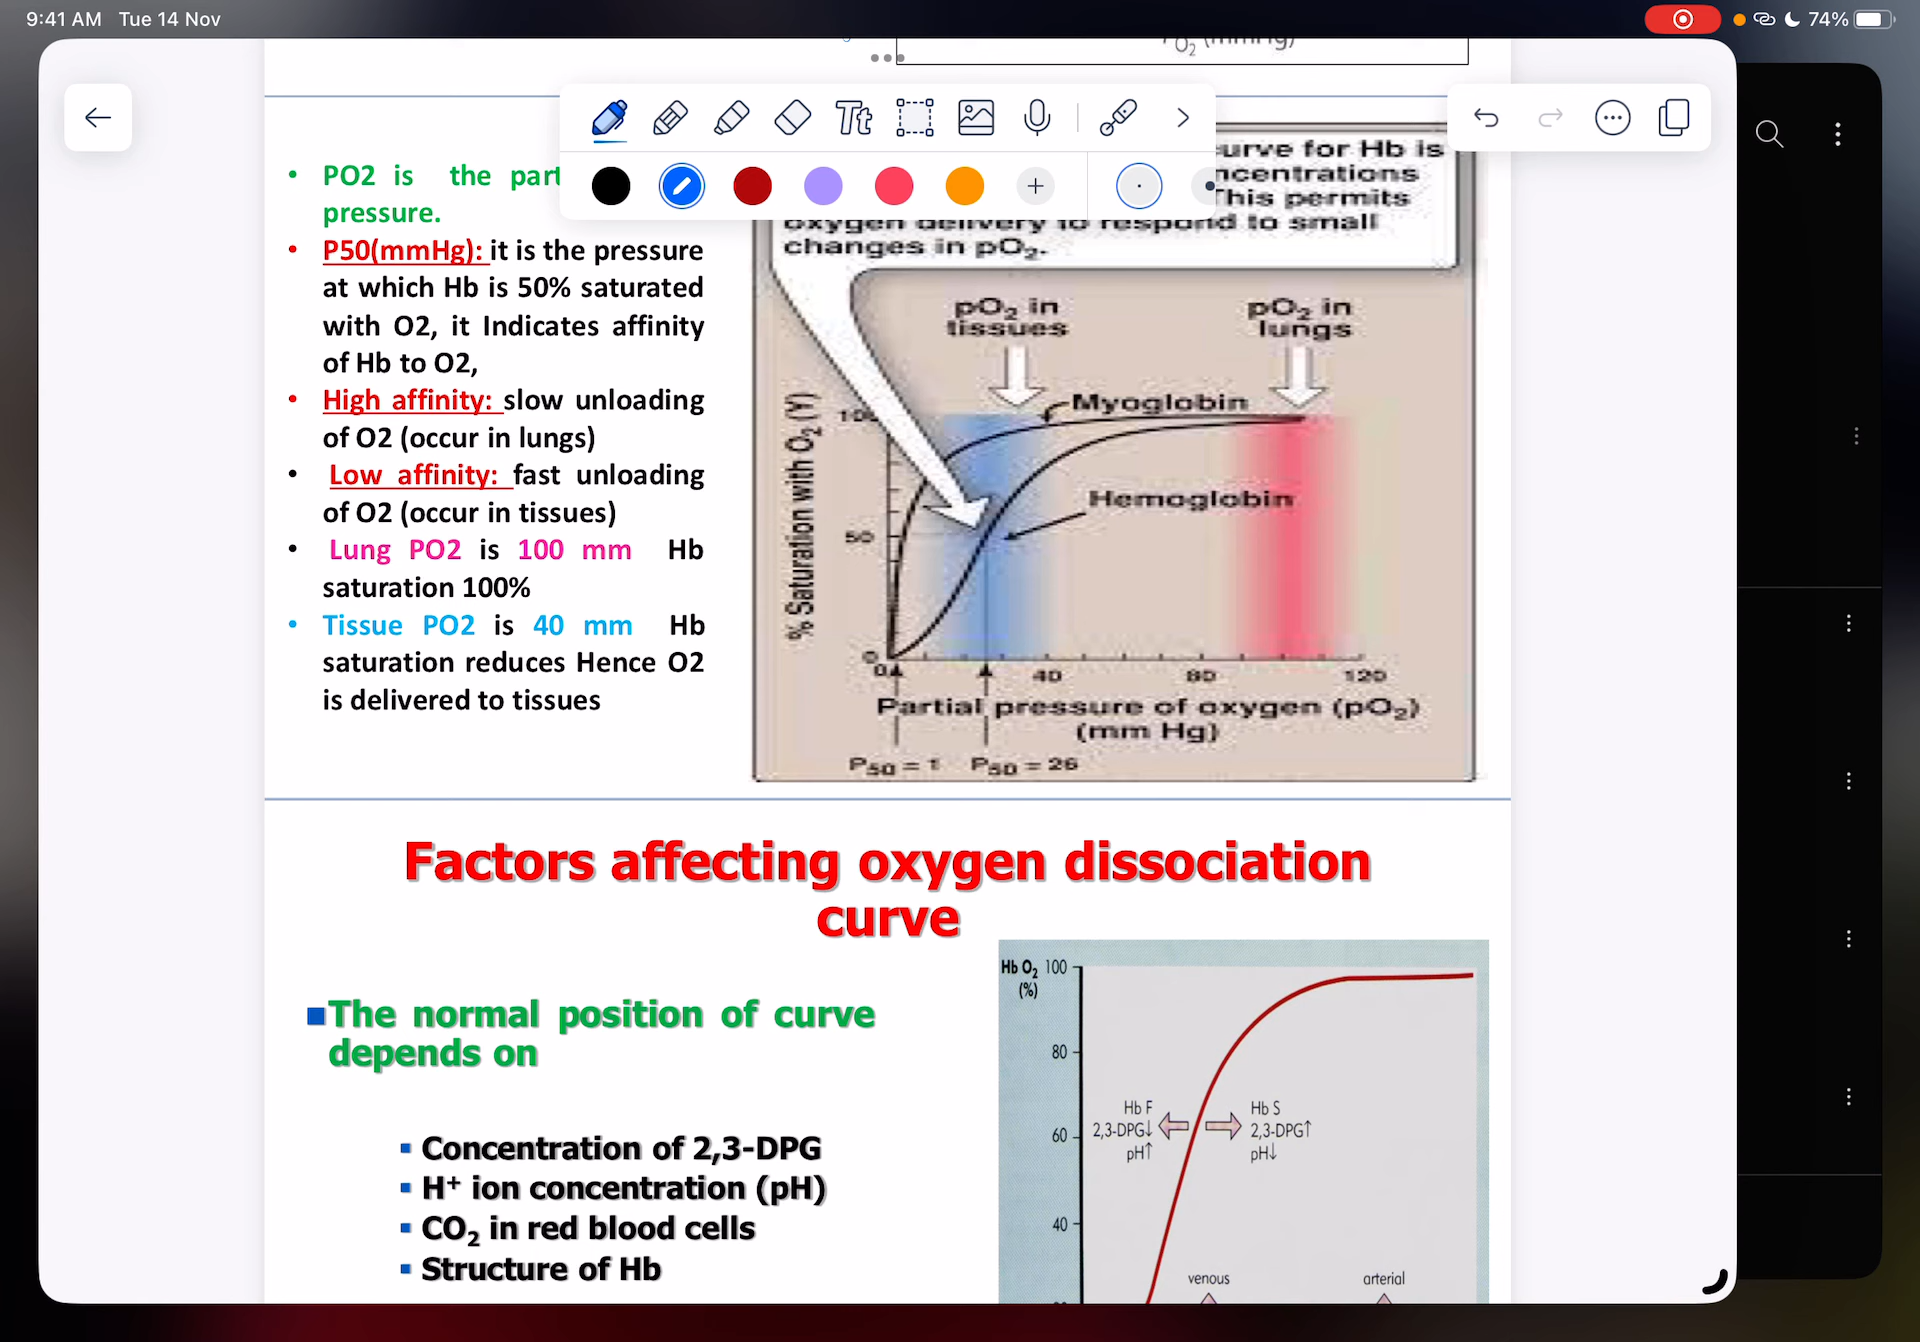 9:41 AM Tue 14 Nov
74%
O2 (mmHg)
Tt
urve for Hb is
ncentrations
This permits
oxygen delivery to respond to small
changes in pO2.
• PO2 is the part
pressure.
• P50(mmHg): it is the pressure
at which Hb is 50% saturated
with O2, it Indicates affinity
of Hb to O2,
• High affinity: slow unloading
of O2 (occur in lungs)
• Low affinity: fast unloading
of O2 (occur in tissues)
• Lung PO2 is 100 mm Hb
saturation 100%
• Tissue PO2 is 40 mm Hb
saturation reduces Hence O2
is delivered to tissues
pO2 in
tissues
pO2 in
lungs
Myoglobin
Hemoglobin
% Saturation with O2 (Y)
100
50
0
0 40 80 120
Partial pressure of oxygen (pO2)
(mm Hg)
P50 = 1 P50 = 26
Factors affecting oxygen dissociation
curve
■The normal position of curve
depends on
▪ Concentration of 2,3-DPG
▪ H+ ion concentration (pH)
▪ CO2 in red blood cells
▪ Structure of Hb
Hb O2
(%)
100
80
60
40
Hb F
2,3-DPG↓
pH↑
Hb S
2,3-DPG↑
pH↓
venous
arterial